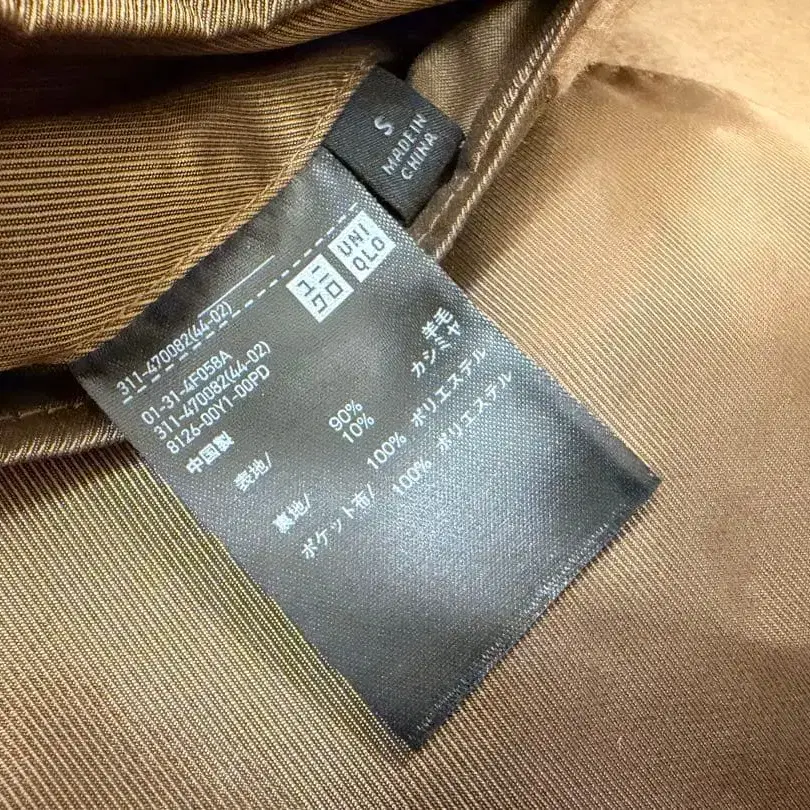 S
MADE IN
CHINA
ユニ
クロ
UNI
QLO
311-470082(44-02)
01-31-4F058A
311-470082(44-02)
8126-00Y1-00PD
中国製
表地/ 90% 羊毛
10% カシミヤ
裏地/ 100% ポリエステル
ポケット布/ 100% ポリエステル